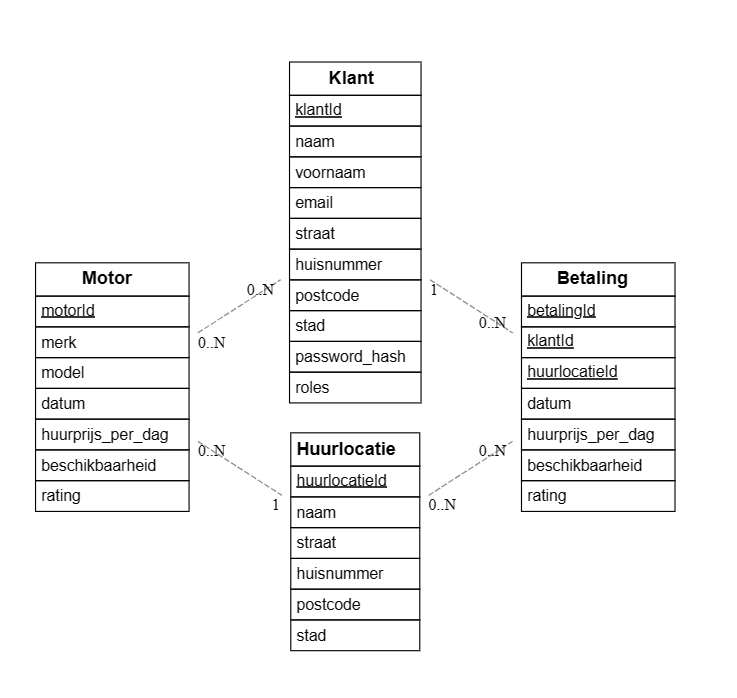 Klant
klantId
naam
voornaam
email
straat
huisnummer
postcode
stad
password_hash
roles
Motor
motorId
merk
model
datum
huurprijs_per_dag
beschikbaarheid
rating
Betaling
betalingId
klantId
huurlocatieId
datum
huurprijs_per_dag
beschikbaarheid
rating
Huurlocatie
huurlocatieId
naam
straat
huisnummer
postcode
stad
0..N
0..N
1
0..N
0..N
1
0..N
0..N